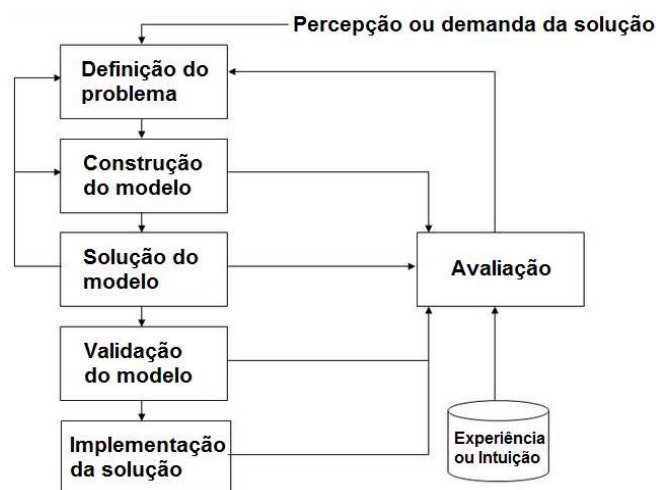 Percepção ou demanda da solução
Definição do
problema
Construção
do modelo
Solução do
modelo
Avaliação
Validação
do modelo
Implementação
da solução
Experiência
ou Intuição